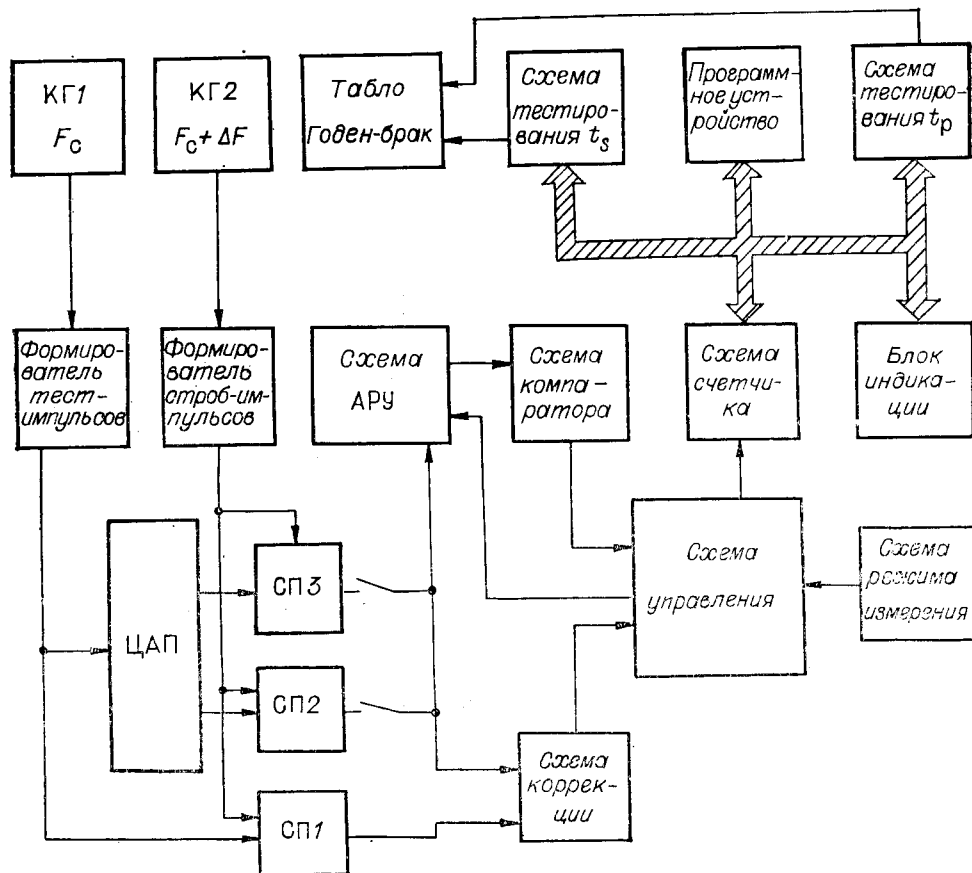 КГ1
Fc
КГ2
Fc + ΔF
Табло
Годен-брак
Схема
тестиро-
вания ts
Программ-
ное уст-
ройство
Схема
тестиро-
вания tp
Формиро-
ватель
тест-
импульсов
Формиро-
ватель
строб-им-
пульсов
Схема
АРУ
Схема
компа-
ратора
Схема
счетчи-
ка
Блок
индика-
ции
ЦАП
СП3
СП2
СП1
Схема
управления
Схема
режима
измерения
Схема
коррек-
ции